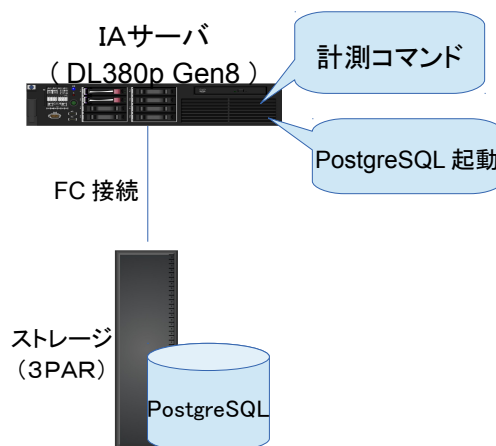 IAサーバ
（ DL380p Gen8 ）
計測コマンド
PostgreSQL 起動
FC 接続
ストレージ
（3PAR）
PostgreSQL